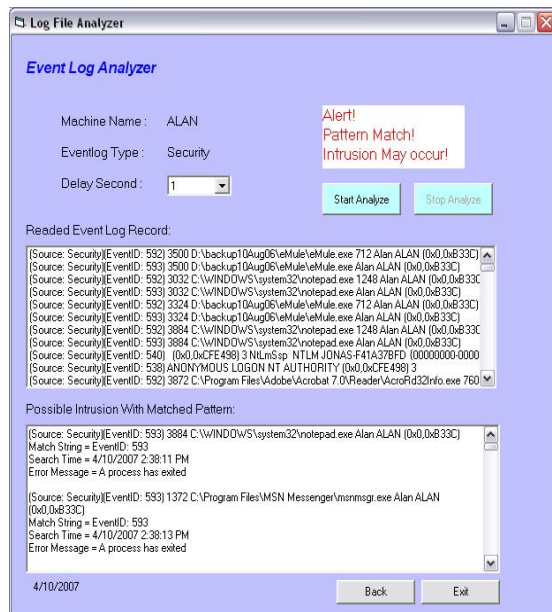 Log File Analyzer
Event Log Analyzer
Machine Name : ALAN
Eventlog Type : Security
Delay Second : 1
Alert!
Pattern Match!
Intrusion May occur!
Start Analyze Stop Analyze
Readed Event Log Record:
(Source: Security)(EventID: 592) 3500 D:\backup10Aug06\eMule\eMule.exe 712 Alan ALAN (0x0,0xB33C)
(Source: Security)(EventID: 593) 3500 D:\backup10Aug06\eMule\eMule.exe Alan ALAN (0x0,0xB33C)
(Source: Security)(EventID: 592) 3032 C:\WINDOWS\system32\notepad.exe 1248 Alan ALAN (0x0,0xB33C
(Source: Security)(EventID: 593) 3032 C:\WINDOWS\system32\notepad.exe Alan ALAN (0x0,0xB33C)
(Source: Security)(EventID: 592) 3324 D:\backup10Aug06\eMule\eMule.exe 712 Alan ALAN (0x0,0xB33C)
(Source: Security)(EventID: 593) 3324 D:\backup10Aug06\eMule\eMule.exe Alan ALAN (0x0,0xB33C)
(Source: Security)(EventID: 592) 3884 C:\WINDOWS\system32\notepad.exe 1248 Alan ALAN (0x0,0xB33C
(Source: Security)(EventID: 593) 3884 C:\WINDOWS\system32\notepad.exe Alan ALAN (0x0,0xB33C)
(Source: Security)(EventID: 540) (0x0,0xCFE498) 3 NtLmSsp NTLM JONAS-F41A37BFD {00000000-0000
(Source: Security)(EventID: 538) ANONYMOUS LOGON NT AUTHORITY (0x0,0xCFE498) 3
(Source: Security)(EventID: 592) 3872 C:\Program Files\Adobe\Acrobat 7.0\Reader\AcroRd32Info.exe 760
Possible Intrusion With Matched Pattern:
(Source: Security)(EventID: 593) 3884 C:\WINDOWS\system32\notepad.exe Alan ALAN (0x0,0xB33C)
Match String = EventID: 593
Search Time = 4/10/2007 2:38:11 PM
Error Message = A process has exited
(Source: Security)(EventID: 593) 1372 C:\Program Files\MSN Messenger\msnmsgr.exe Alan ALAN
(0x0,0xB33C)
Match String = EventID: 593
Search Time = 4/10/2007 2:38:13 PM
Error Message = A process has exited
4/10/2007
Back Exit